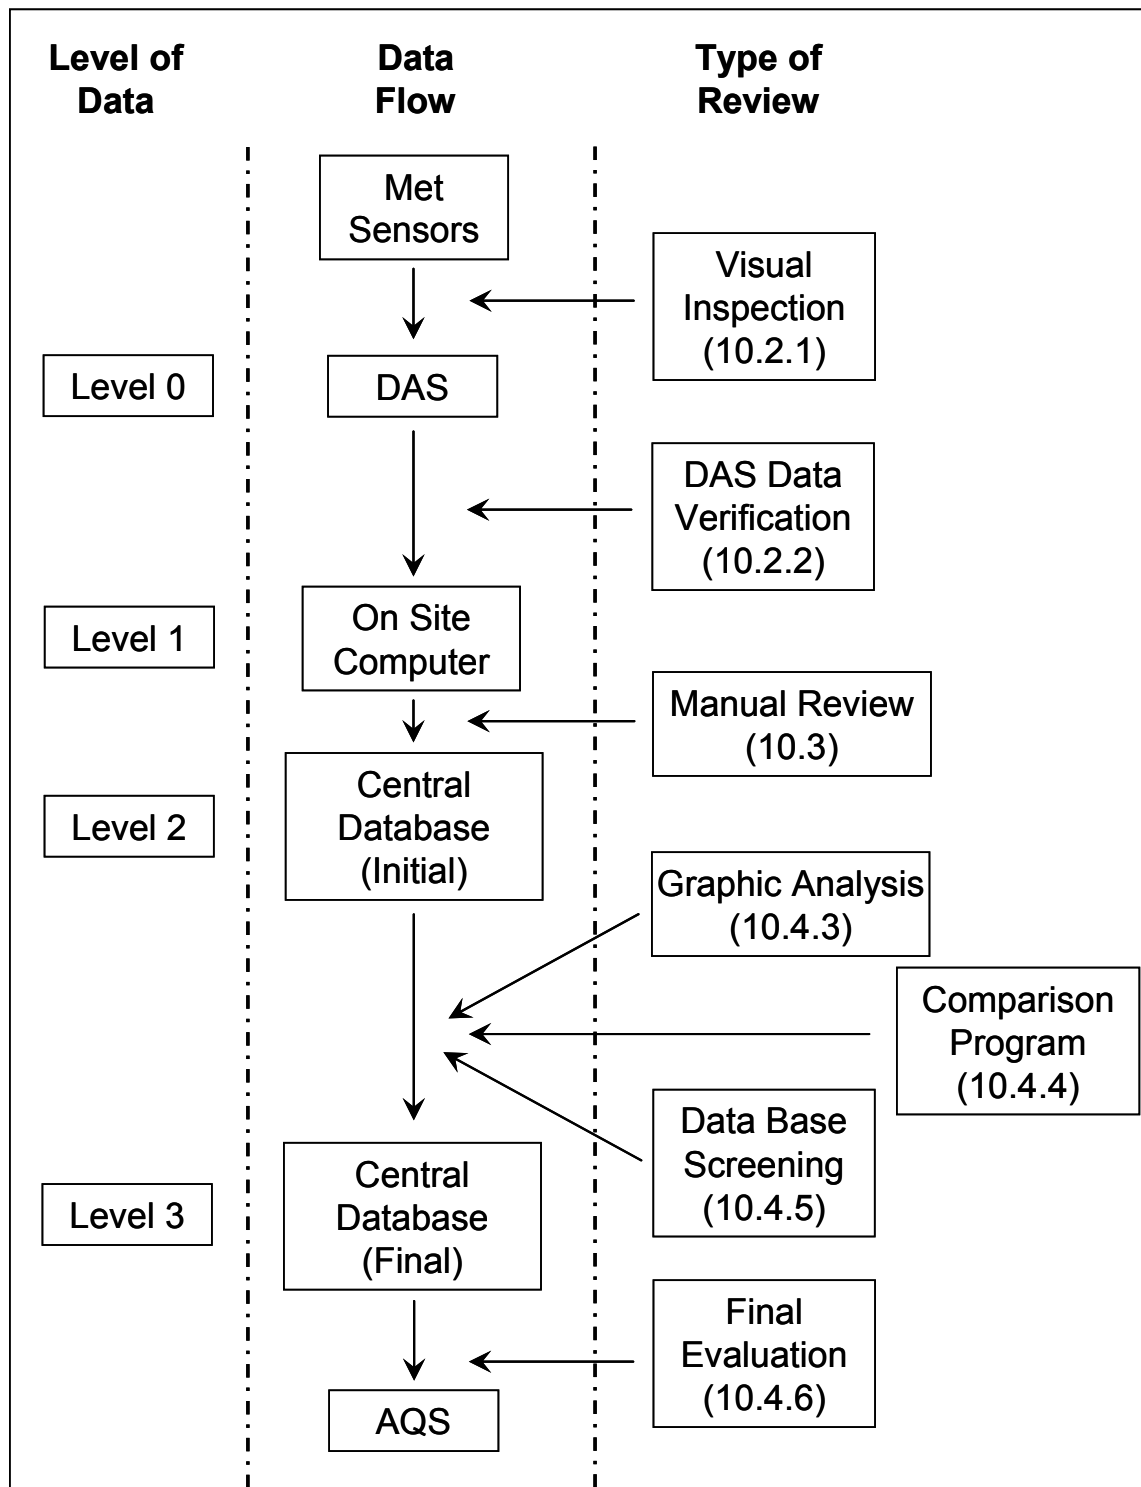 Level of
Data
Data
Flow
Type of
Review
Met
Sensors
Visual
Inspection
(10.2.1)
Level 0
DAS
DAS Data
Verification
(10.2.2)
Level 1
On Site
Computer
Manual Review
(10.3)
Level 2
Central
Database
(Initial)
Graphic Analysis
(10.4.3)
Comparison
Program
(10.4.4)
Data Base
Screening
(10.4.5)
Level 3
Central
Database
(Final)
Final
Evaluation
(10.4.6)
AQS